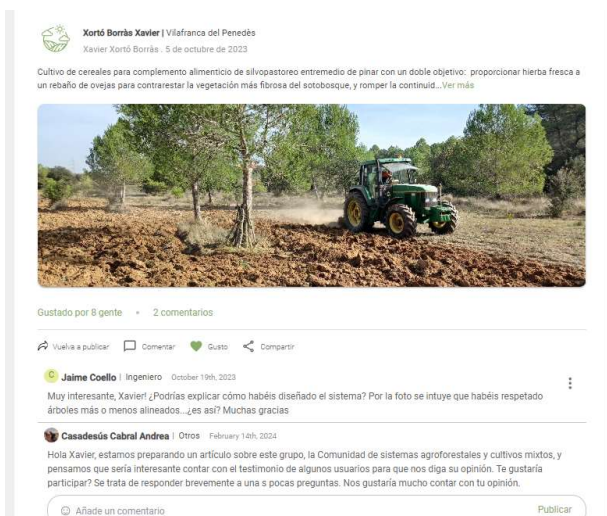 Xortó Borràs Xavier | Vilafranca del Penedès
Xavier Xortó Borràs . 5 de octubre de 2023
Cultivo de cereales para complemento alimenticio de silvopastoreo entremedio de pinar con un doble objetivo: proporcionar hierba fresca a
un rebaño de ovejas para contrarestar la vegetación más fibrosa del sotobosque, y romper la continuid...Ver más
Gustado por 8 gente • 2 comentarios
Vuelva a publicar Comentar Gusto Compartir
C Jaime Coello | Ingeniero October 19th, 2023
Muy interesante, Xavier! ¿Podrías explicar cómo habéis diseñado el sistema? Por la foto se intuye que habéis respetado
árboles más o menos alineados...¿es así? Muchas gracias
Casadesús Cabral Andrea | Otros February 14th, 2024
Hola Xavier, estamos preparando un artículo sobre este grupo, la Comunidad de sistemas agroforestales y cultivos mixtos, y
pensamos que sería interesante contar con el testimonio de algunos usuarios para que nos diga su opinión. Te gustaría
participar? Se trata de responder brevemente a una s pocas preguntas. Nos gustaría mucho contar con tu opinión.
Añade un comentario Publicar